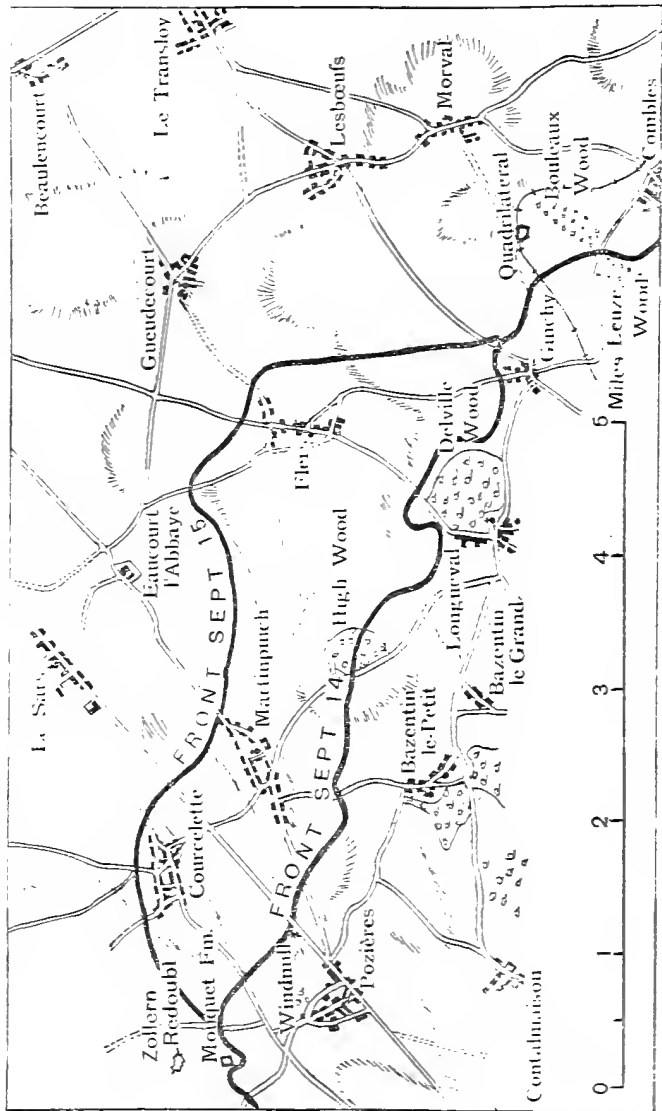 Beaulencourt
Le Transloy
Gueudecourt
Lesbœufs
Morval
Eaucourt
l'Abbaye
Flers
Quadrilateral
Bouleaux
Wood
Combles
Leuze
Wood
Ginchy
Delville
Wood
FRONT SEPT 15
Martinpuich
High Wood
Longueval
Courcelette
FRONT SEPT 14
Bazentin
le-Petit
Bazentin
le Grand
Zollern
Redoubt
Mouquet Fm.
Windmill
Pozières
Contalmaison
0 1 2 3 4 5 Miles